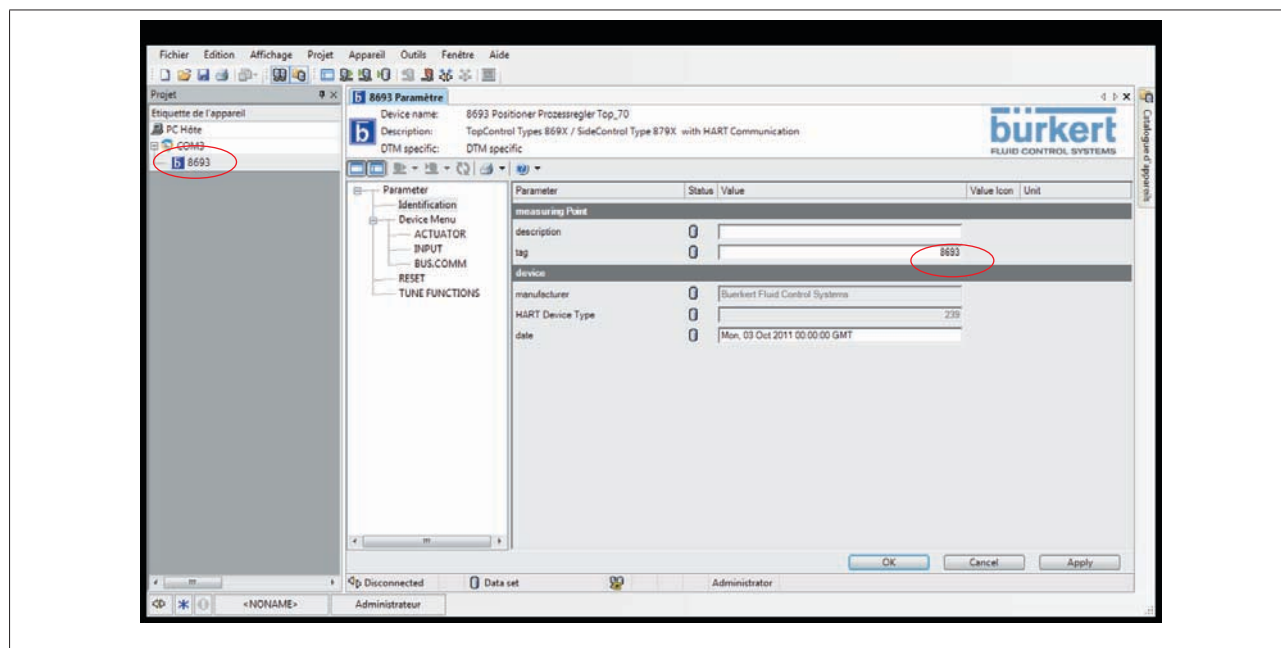 Fichier Edition Affichage Projet Appareil Outils Fenêtre Aide
Projet
Etiquette de l'appareil
PC Hôte
COM3
8693
8693 Paramètre
Device name: 8693 Positioner Prozessregler Top_70
Description: TopControl Types 869X / SideControl Type 879X with HART Communication
DTM specific: DTM specific
bürkert
FLUID CONTROL SYSTEMS
Catalogue d'appareils
Parameter
Identification
Device Menu
ACTUATOR
INPUT
BUS.COMM
RESET
TUNE FUNCTIONS
Parameter Status Value Value Icon Unit
measuring Point
description
tag 8693
device
manufacturer Buerkert Fluid Control Systems
HART Device Type 239
date Mon, 03 Oct 2011 00:00:00 GMT
OK Cancel Apply
Disconnected Data set Administrator
<NONAME> Administrateur